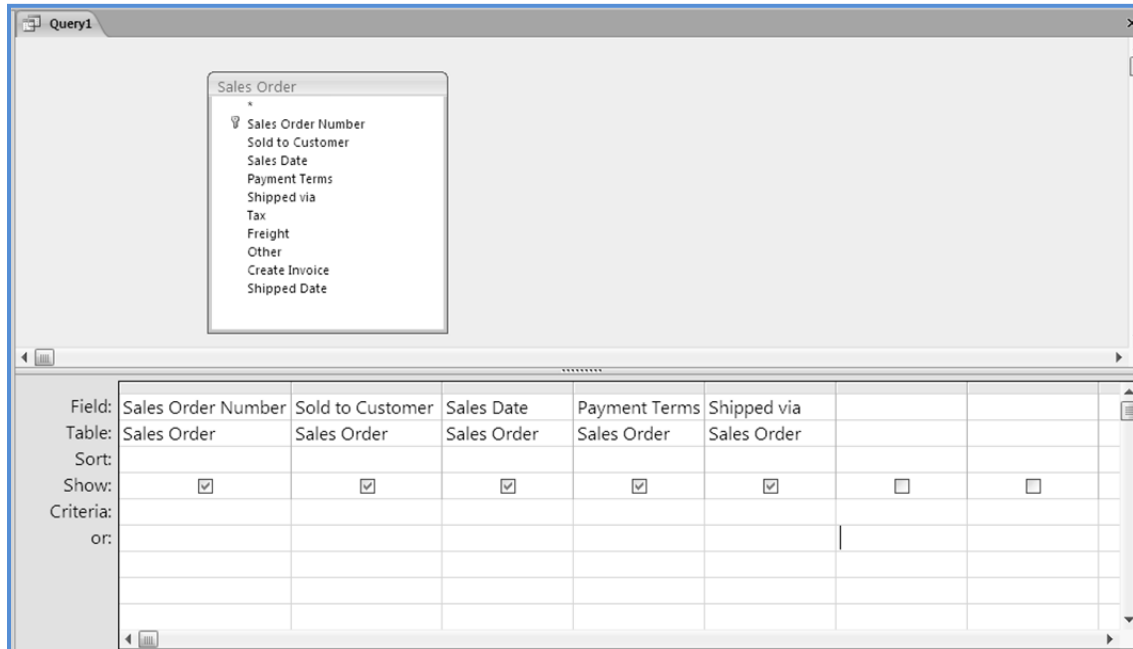 Query1
Sales Order
*
Sales Order Number
Sold to Customer
Sales Date
Payment Terms
Shipped via
Tax
Freight
Other
Create Invoice
Shipped Date
Field: Sales Order Number Sold to Customer Sales Date Payment Terms Shipped via
Table: Sales Order Sales Order Sales Order Sales Order Sales Order
Sort:
Show:
Criteria:
or: